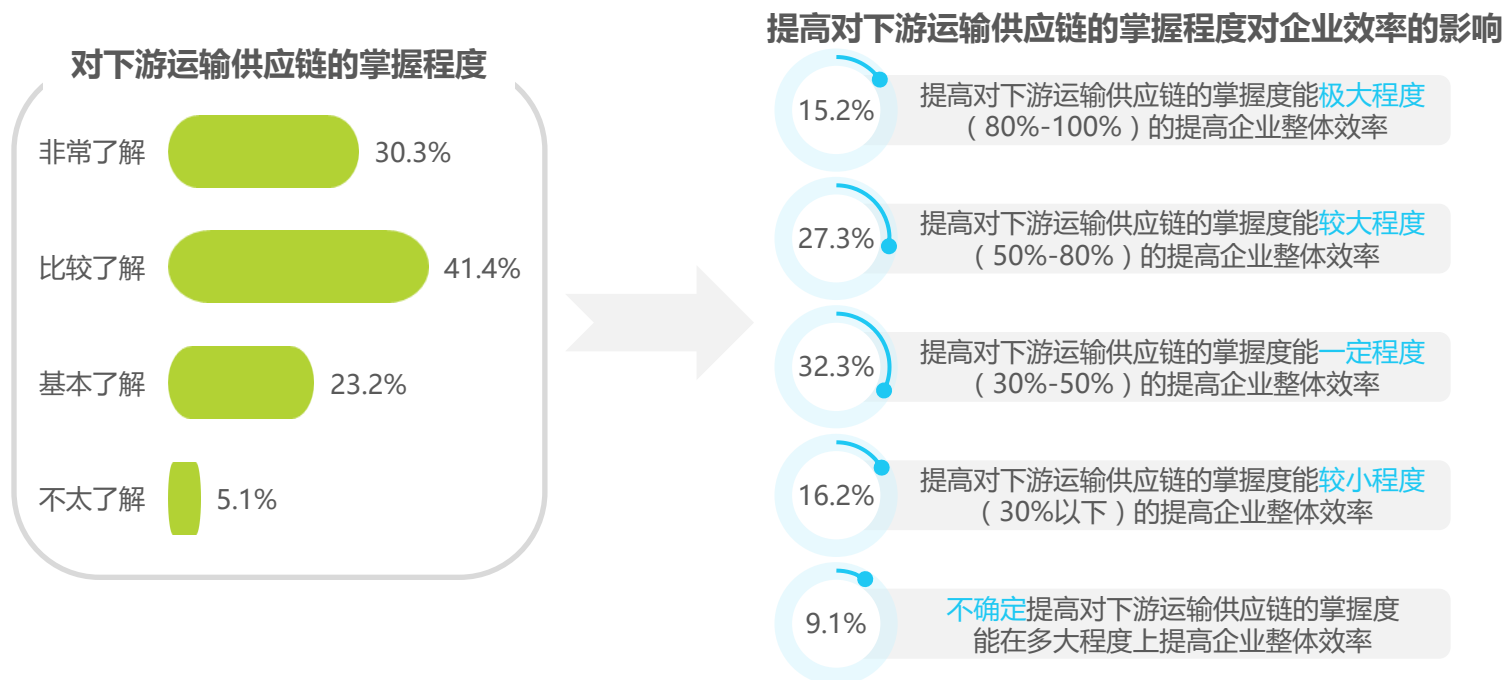 对下游运输供应链的掌握程度
非常了解 30.3%
比较了解 41.4%
基本了解 23.2%
不太了解 5.1%
提高对下游运输供应链的掌握程度对企业效率的影响
15.2%
提高对下游运输供应链的掌握度能极大程度
（80%-100%）的提高企业整体效率
27.3%
提高对下游运输供应链的掌握度能较大程度
（50%-80%）的提高企业整体效率
32.3%
提高对下游运输供应链的掌握度能一定程度
（30%-50%）的提高企业整体效率
16.2%
提高对下游运输供应链的掌握度能较小程度
（30%以下）的提高企业整体效率
9.1%
不确定提高对下游运输供应链的掌握度
能在多大程度上提高企业整体效率